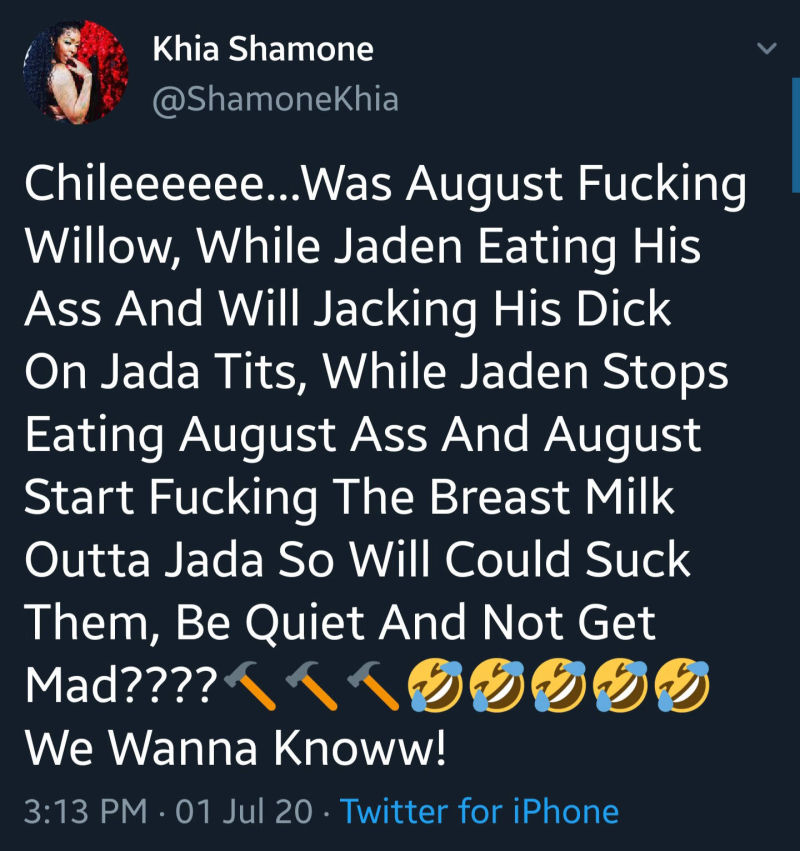 Khia Shamone
@ShamoneKhia
Chileeeeee...Was August Fucking
Willow, While Jaden Eating His
Ass And Will Jacking His Dick
On Jada Tits, While Jaden Stops
Eating August Ass And August
Start Fucking The Breast Milk
Outta Jada So Will Could Suck
Them, Be Quiet And Not Get
Mad????🔨🔨🔨🤣🤣🤣🤣🤣
We Wanna Knoww!
3:13 PM · 01 Jul 20 · Twitter for iPhone